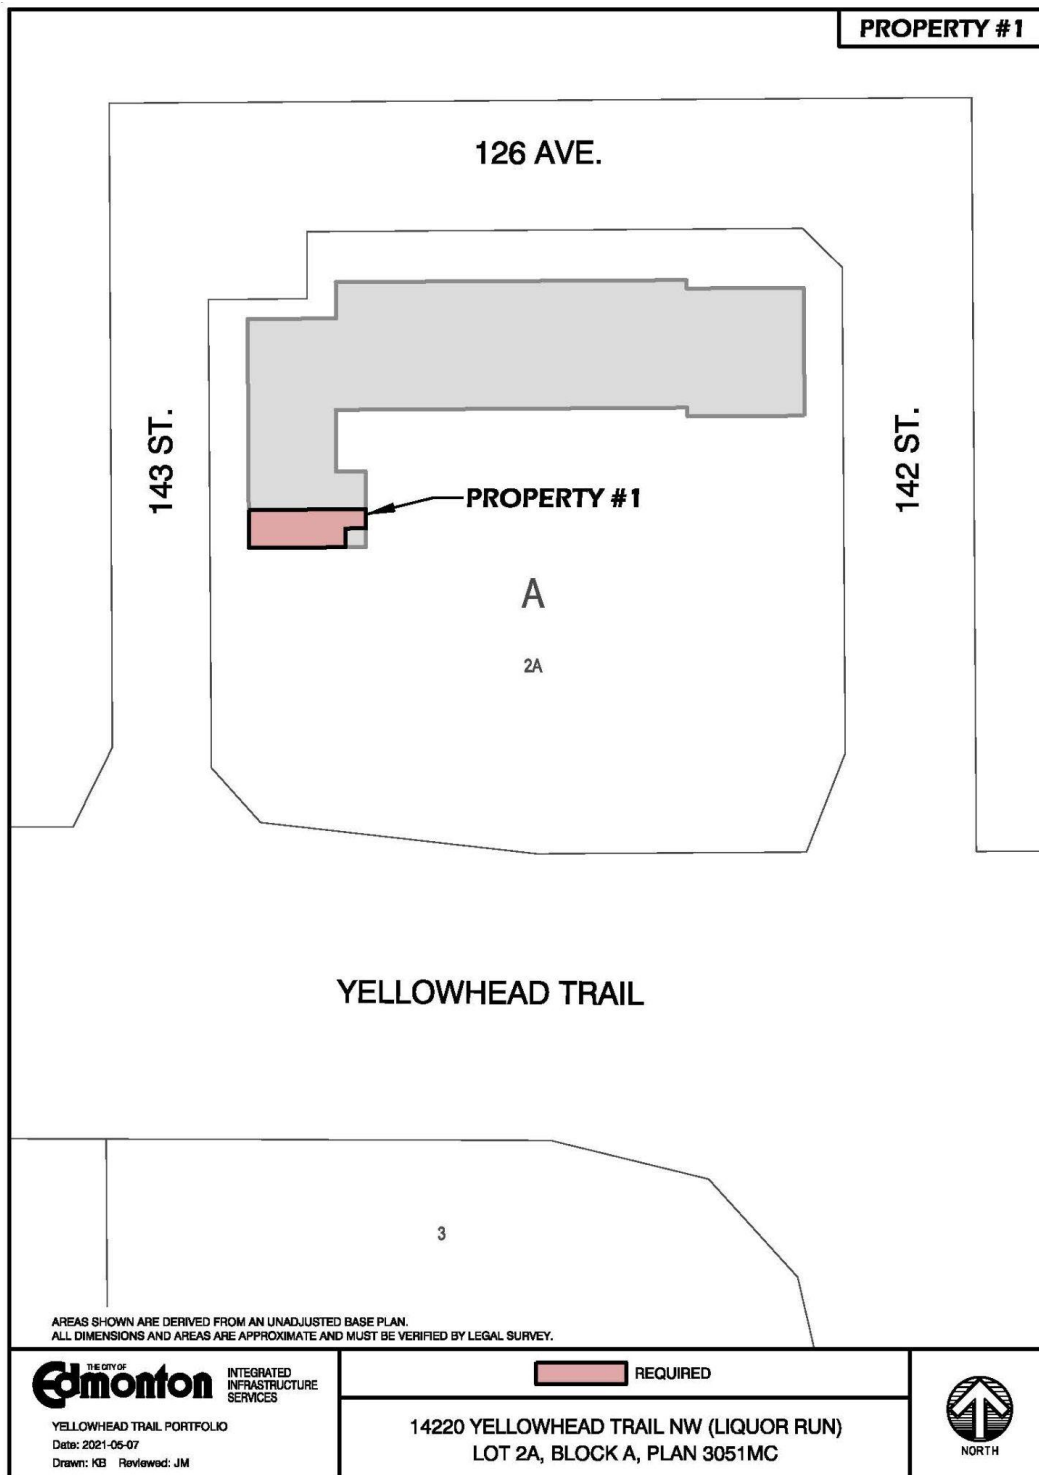 PROPERTY #1
126 AVE.
143 ST.
142 ST.
PROPERTY #1
A
2A
YELLOWHEAD TRAIL
3
AREAS SHOWN ARE DERIVED FROM AN UNADJUSTED BASE PLAN.
ALL DIMENSIONS AND AREAS ARE APPROXIMATE AND MUST BE VERIFIED BY LEGAL SURVEY.
THE CITY OF
Edmonton
INTEGRATED
INFRASTRUCTURE
SERVICES
YELLOWHEAD TRAIL PORTFOLIO
Date: 2021-05-07
Drawn: KB Reviewed: JM
REQUIRED
14220 YELLOWHEAD TRAIL NW (LIQUOR RUN)
LOT 2A, BLOCK A, PLAN 3051MC
NORTH